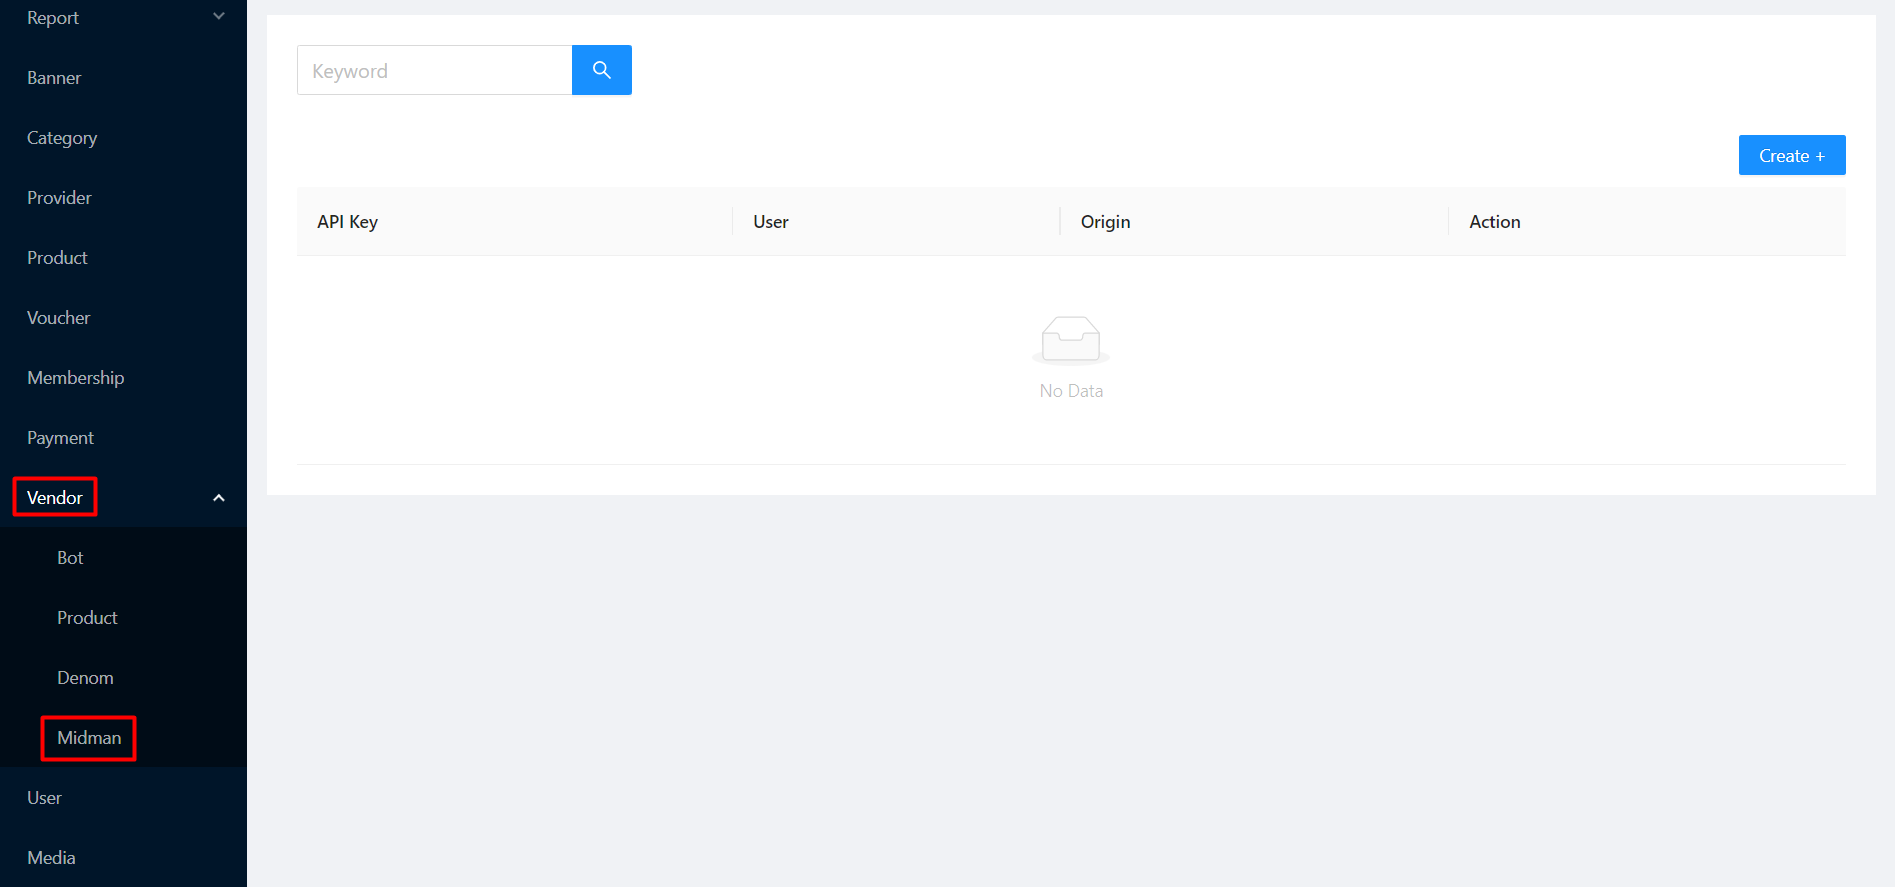 Report
Banner
Category
Provider
Product
Voucher
Membership
Payment
Vendor
Bot
Product
Denom
Midman
User
Media
Keyword
Create +
API Key User Origin Action
No Data